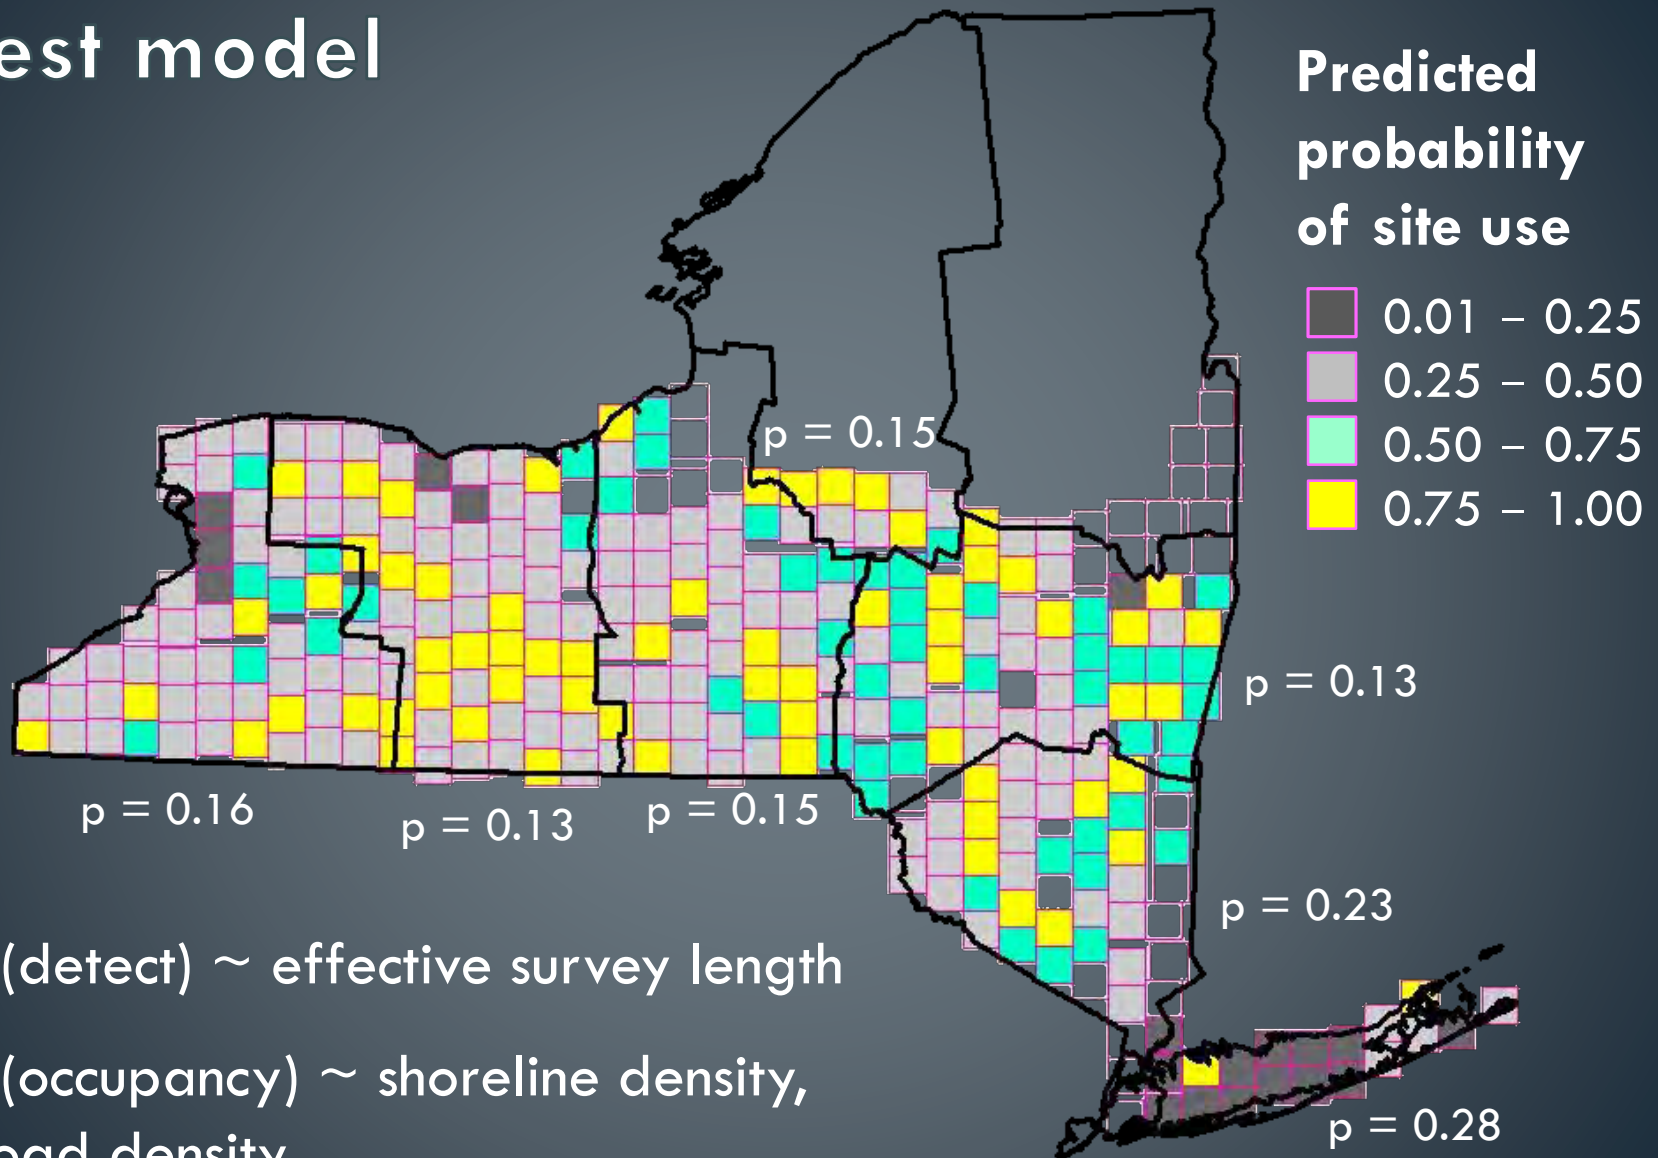 est model
Predicted
probability
of site use
0.01 – 0.25
0.25 – 0.50
0.50 – 0.75
0.75 – 1.00
p = 0.15
p = 0.13
p = 0.16
p = 0.13
p = 0.15
p = 0.23
p = 0.28
(detect) ~ effective survey length
(occupancy) ~ shoreline density,
oad density